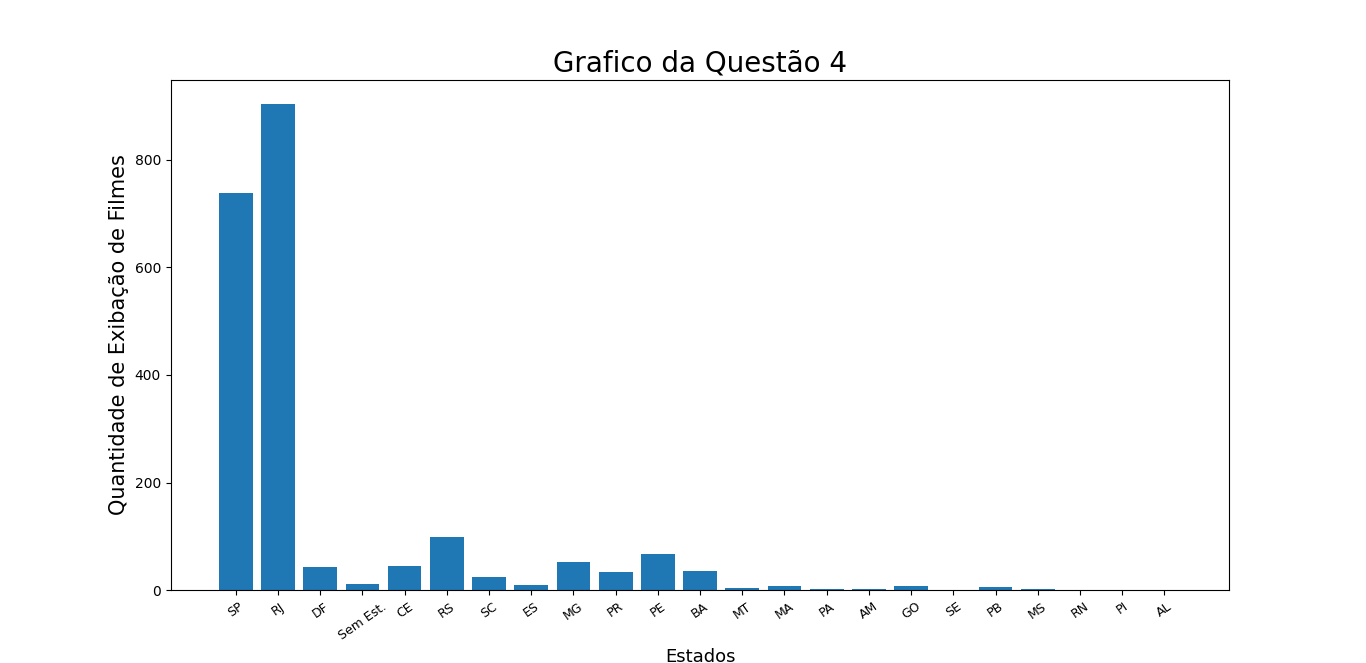 Grafico da Questão 4
Quantidade de Exibação de Filmes
800
600
400
200
0
SP RJ DF Sem Est. CE RS SC ES MG PR PE BA MT MA PA AM GO SE PB MS RN PI AL
Estados